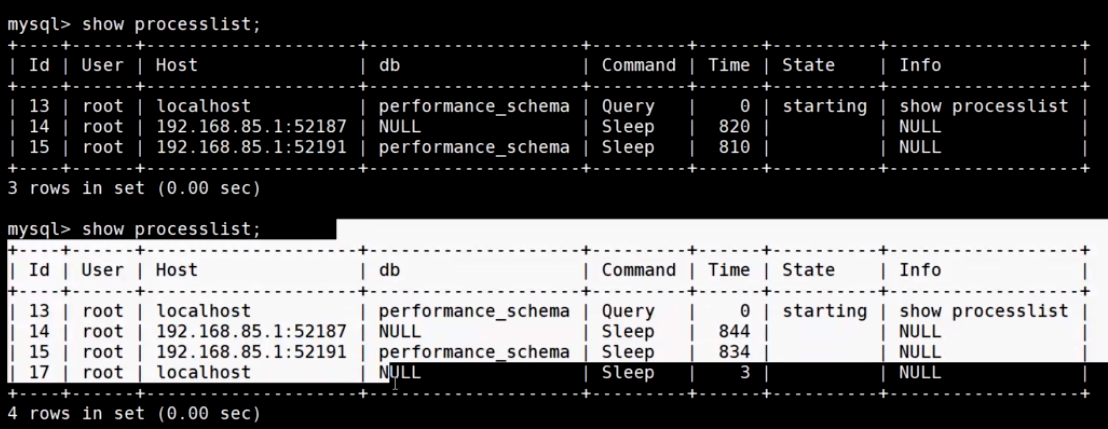 mysql> show processlist;
+----+------+--------------------+--------------------+---------+------+----------+------------------+
| Id | User | Host               | db                 | Command | Time | State    | Info             |
+----+------+--------------------+--------------------+---------+------+----------+------------------+
| 13 | root | localhost          | performance_schema | Query   |    0 | starting | show processlist |
| 14 | root | 192.168.85.1:52187 | NULL               | Sleep   |  820 |          | NULL             |
| 15 | root | 192.168.85.1:52191 | performance_schema | Sleep   |  810 |          | NULL             |
+----+------+--------------------+--------------------+---------+------+----------+------------------+
3 rows in set (0.00 sec)
mysql> show processlist;
+----+------+--------------------+--------------------+---------+------+----------+------------------+
| Id | User | Host               | db                 | Command | Time | State    | Info             |
+----+------+--------------------+--------------------+---------+------+----------+------------------+
| 13 | root | localhost          | performance_schema | Query   |    0 | starting | show processlist |
| 14 | root | 192.168.85.1:52187 | NULL               | Sleep   |  844 |          | NULL             |
| 15 | root | 192.168.85.1:52191 | performance_schema | Sleep   |  834 |          | NULL             |
| 17 | root | localhost          | NULL               | Sleep   |    3 |          | NULL             |
+----+------+--------------------+--------------------+---------+------+----------+------------------+
4 rows in set (0.00 sec)